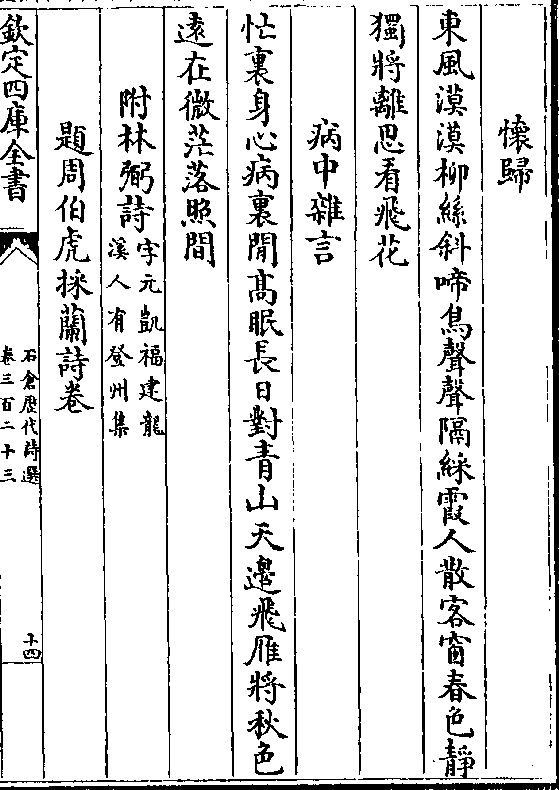 懷歸
東風漠漠柳絲斜啼鳥聲聲隔綵霞人散客窗春色靜
獨將離思看飛花
病中雜言
忙裏身心病裏閒髙眠長日對青山天邉飛雁將秋色
遠在微茫落照間
附林弼詩字元凱福建龍
溪人有登州集
題周伯虎採蘭詩卷
欽定四庫全書
石倉歴代詩選
卷三百二十三
十四